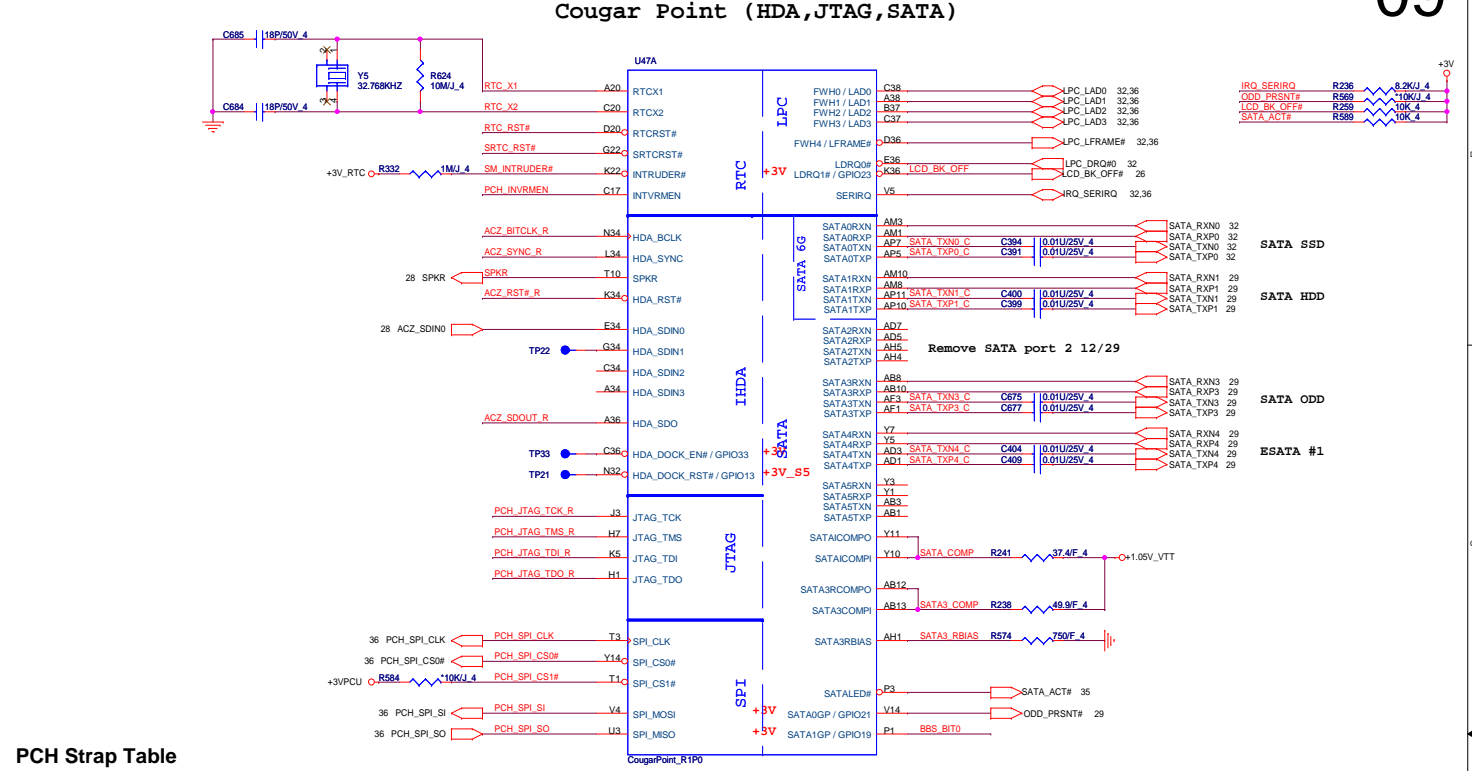 Cougar Point (HDA,JTAG,SATA)
C685 18P/50V_4
Y5
32.768KHZ
R624
10M/J_4
C684 18P/50V_4
U47A
RTC_X1 A20 RTCX1
RTC_X2 C20 RTCX2
RTC_RST# D20 RTCRST#
SRTC_RST# G22 SRTCRST#
+3V_RTC R332 1M/J_4 SM_INTRUDER# K22 INTRUDER#
PCH_INVRMEN C17 INTVRMEN
RTC
LPC
FWH0 / LAD0 C38 LPC_LAD0 32,36
FWH1 / LAD1 A38 LPC_LAD1 32,36
FWH2 / LAD2 B37 LPC_LAD2 32,36
FWH3 / LAD3 C37 LPC_LAD3 32,36
FWH4 / LFRAME# D36 LPC_LFRAME# 32,36
LDRQ0# E36 LPC_DRQ#0 32
+3V LDRQ1# / GPIO23 K36 LCD_BK_OFF LCD_BK_OFF# 26
SERIRQ V5 IRQ_SERIRQ 32,36
+3V
IRQ_SERIRQ R236 8.2K/J_4
ODD_PRSNT# R569 *10K/J_4
LCD_BK_OFF# R259 10K_4
SATA_ACT# R589 10K_4
ACZ_BITCLK_R N34 HDA_BCLK
ACZ_SYNC_R L34 HDA_SYNC
28 SPKR SPKR T10 SPKR
ACZ_RST#_R K34 HDA_RST#
28 ACZ_SDIN0 E34 HDA_SDIN0
TP22 G34 HDA_SDIN1
C34 HDA_SDIN2
A34 HDA_SDIN3
ACZ_SDOUT_R A36 HDA_SDO
TP33 C36 HDA_DOCK_EN# / GPIO33 +3V
TP21 N32 HDA_DOCK_RST# / GPIO13 +3V_S5
IHDA
SATA 6G
SATA
SATA0RXN AM3 SATA_RXN0 32
SATA0RXP AM1 SATA_RXP0 32
SATA0TXN AP7 SATA_TXN0_C C394 0.01U/25V_4 SATA_TXN0 32
SATA0TXP AP5 SATA_TXP0_C C391 0.01U/25V_4 SATA_TXP0 32
SATA SSD
SATA1RXN AM10 SATA_RXN1 29
SATA1RXP AM8 SATA_RXP1 29
SATA1TXN AP11 SATA_TXN1_C C400 0.01U/25V_4 SATA_TXN1 29
SATA1TXP AP10 SATA_TXP1_C C399 0.01U/25V_4 SATA_TXP1 29
SATA HDD
SATA2RXN AD7
SATA2RXP AD5
SATA2TXN AH5
SATA2TXP AH4
Remove SATA port 2 12/29
SATA3RXN AB8 SATA_RXN3 29
SATA3RXP AB10 SATA_RXP3 29
SATA3TXN AF3 SATA_TXN3_C C675 0.01U/25V_4 SATA_TXN3 29
SATA3TXP AF1 SATA_TXP3_C C677 0.01U/25V_4 SATA_TXP3 29
SATA ODD
SATA4RXN Y7 SATA_RXN4 29
SATA4RXP Y5 SATA_RXP4 29
SATA4TXN AD3 SATA_TXN4_C C404 0.01U/25V_4 SATA_TXN4 29
SATA4TXP AD1 SATA_TXP4_C C409 0.01U/25V_4 SATA_TXP4 29
ESATA #1
SATA5RXN Y3
SATA5RXP Y1
SATA5TXN AB3
SATA5TXP AB1
SATAICOMPO Y11
SATAICOMPI Y10 SATA_COMP R241 37.4/F_4 +1.05V_VTT
SATA3RCOMPO AB12
SATA3COMPI AB13 SATA3_COMP R238 49.9/F_4
SATA3RBIAS AH1 SATA3_RBIAS R574 750/F_4
SATALED# P3 SATA_ACT# 35
+3V SATA0GP / GPIO21 V14 ODD_PRSNT# 29
+3V SATA1GP / GPIO19 P1 BBS_BIT0
PCH_JTAG_TCK_R J3 JTAG_TCK
PCH_JTAG_TMS_R H7 JTAG_TMS
PCH_JTAG_TDI_R K5 JTAG_TDI
PCH_JTAG_TDO_R H1 JTAG_TDO
JTAG
36 PCH_SPI_CLK PCH_SPI_CLK T3 SPI_CLK
36 PCH_SPI_CS0# PCH_SPI_CS0# Y14 SPI_CS0#
+3VPCU R584 *10K/J_4 PCH_SPI_CS1# T1 SPI_CS1#
36 PCH_SPI_SI PCH_SPI_SI V4 SPI_MOSI
36 PCH_SPI_SO PCH_SPI_SO U3 SPI_MISO
SPI
CougarPoint_R1P0
PCH Strap Table